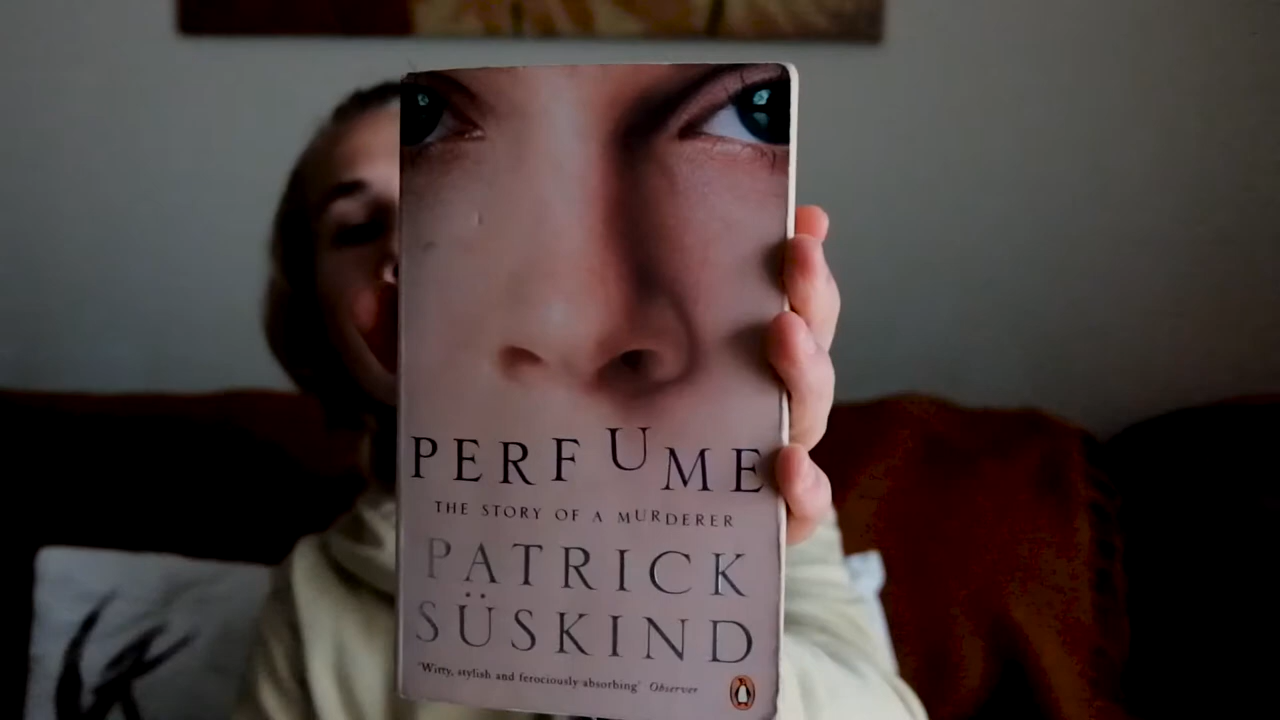 PERFUME
THE STORY OF A MURDERER
PATRICK
SÜSKIND
'Witty, stylish and ferociously absorbing' Observer